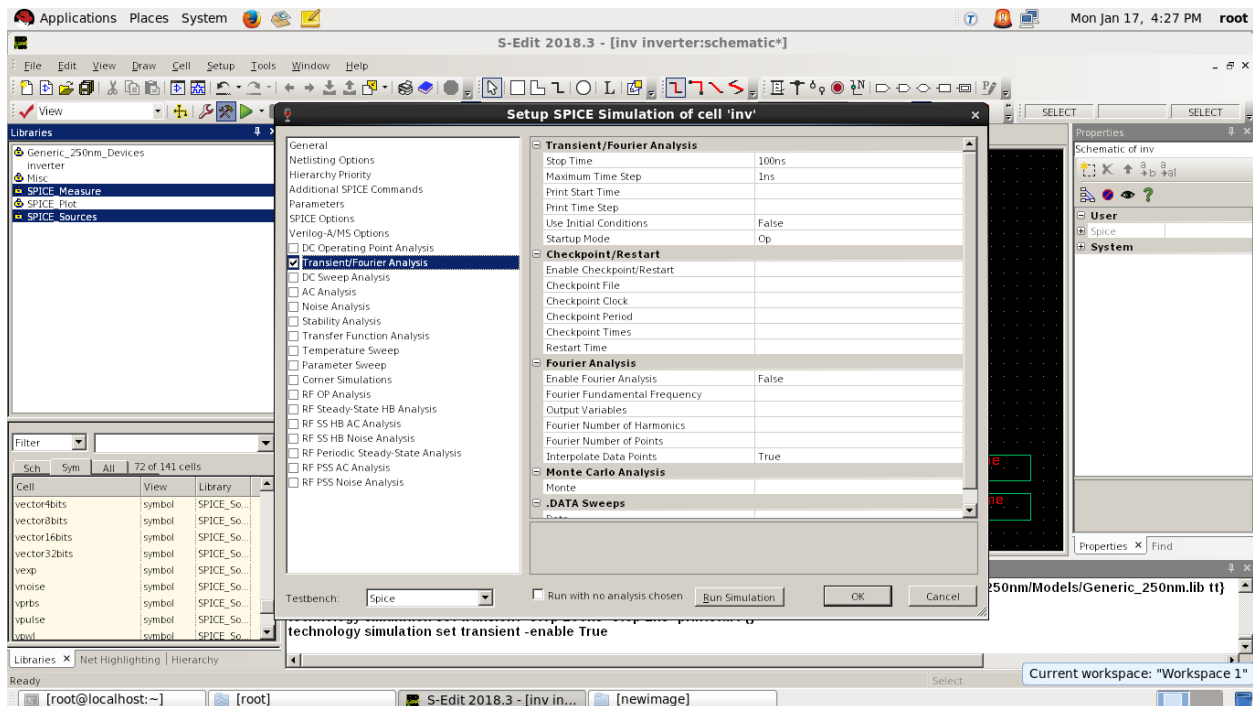 Applications Places System
Mon Jan 17, 4:27 PM root
S-Edit 2018.3 - [inv inverter:schematic*]
File Edit View Draw Cell Setup Tools Window Help
View
SELECT
SELECT
Libraries
Generic_250nm_Devices
inverter
Misc
SPICE_Measure
SPICE_Plot
SPICE_Sources
Filter
Sch Sym All 72 of 141 cells
Cell View Library
vector4bits symbol SPICE_So...
vector8bits symbol SPICE_So...
vector16bits symbol SPICE_So...
vector32bits symbol SPICE_So...
vexp symbol SPICE_So...
vnoise symbol SPICE_So...
vprbs symbol SPICE_So...
vpulse symbol SPICE_So...
vpwl symbol SPICE_So...
Libraries Net Highlighting Hierarchy
Setup SPICE Simulation of cell 'inv'
General
Netlisting Options
Hierarchy Priority
Additional SPICE Commands
Parameters
SPICE Options
Verilog-A/MS Options
DC Operating Point Analysis
Transient/Fourier Analysis
DC Sweep Analysis
AC Analysis
Noise Analysis
Stability Analysis
Transfer Function Analysis
Temperature Sweep
Parameter Sweep
Corner Simulations
RF OP Analysis
RF Steady-State HB Analysis
RF SS HB AC Analysis
RF SS HB Noise Analysis
RF Periodic Steady-State Analysis
RF PSS AC Analysis
RF PSS Noise Analysis
Transient/Fourier Analysis
Stop Time 100ns
Maximum Time Step 1ns
Print Start Time
Print Time Step
Use Initial Conditions False
Startup Mode Op
Checkpoint/Restart
Enable Checkpoint/Restart
Checkpoint File
Checkpoint Clock
Checkpoint Period
Checkpoint Times
Restart Time
Fourier Analysis
Enable Fourier Analysis False
Fourier Fundamental Frequency
Output Variables
Fourier Number of Harmonics
Fourier Number of Points
Interpolate Data Points True
Monte Carlo Analysis
Monte
.DATA Sweeps
Testbench: Spice
Run with no analysis chosen Run Simulation OK Cancel
Properties
Schematic of inv
User
Spice
System
Properties Find
250nm/Models/Generic_250nm.lib tt}
technology simulation set transient -enable True
Ready
Select
Current workspace: "Workspace 1"
[root@localhost:~] [root] S-Edit 2018.3 - [inv in... [newimage]